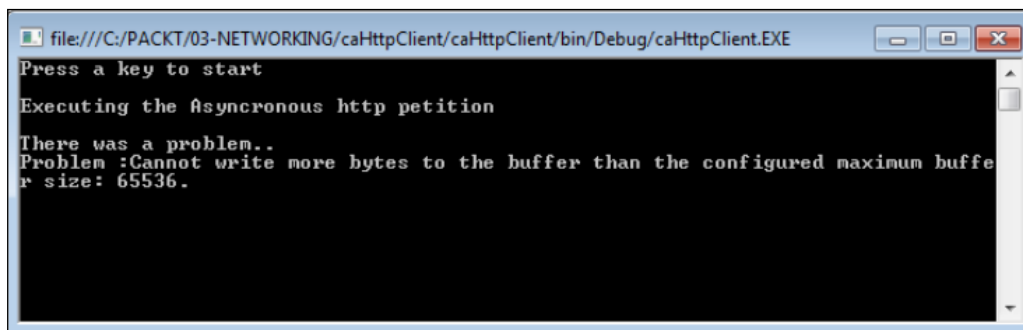 file:///C:/PACKT/03-NETWORKING/caHttpClient/caHttpClient/bin/Debug/caHttpClient.EXE
Press a key to start
Executing the Asyncronous http petition
There was a problem..
Problem :Cannot write more bytes to the buffer than the configured maximum buffe
r size: 65536.